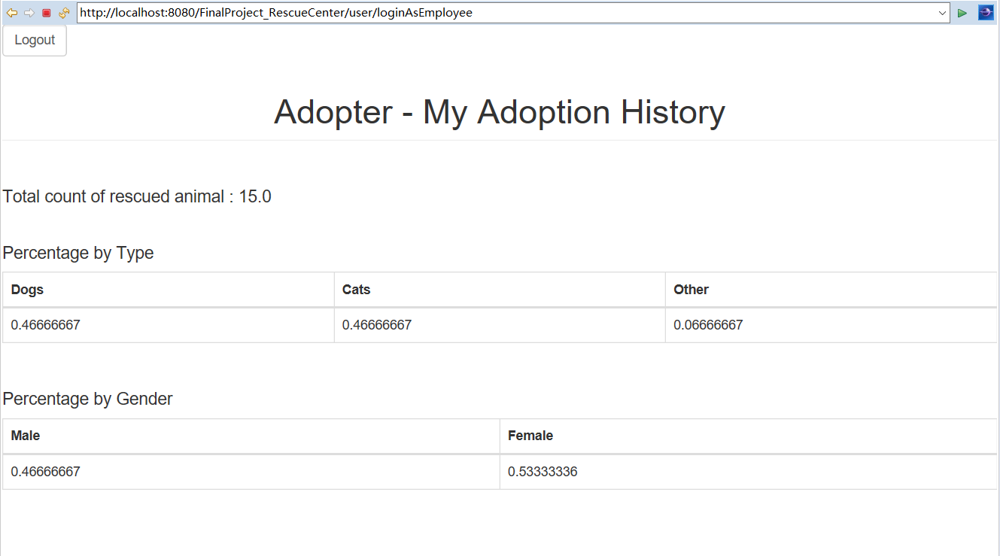 http://localhost:8080/FinalProject_RescueCenter/user/loginAsEmployee
Logout
Adopter - My Adoption History
Total count of rescued animal : 15.0
Percentage by Type
Dogs Cats Other
0.46666667 0.46666667 0.06666667
Percentage by Gender
Male Female
0.46666667 0.53333336